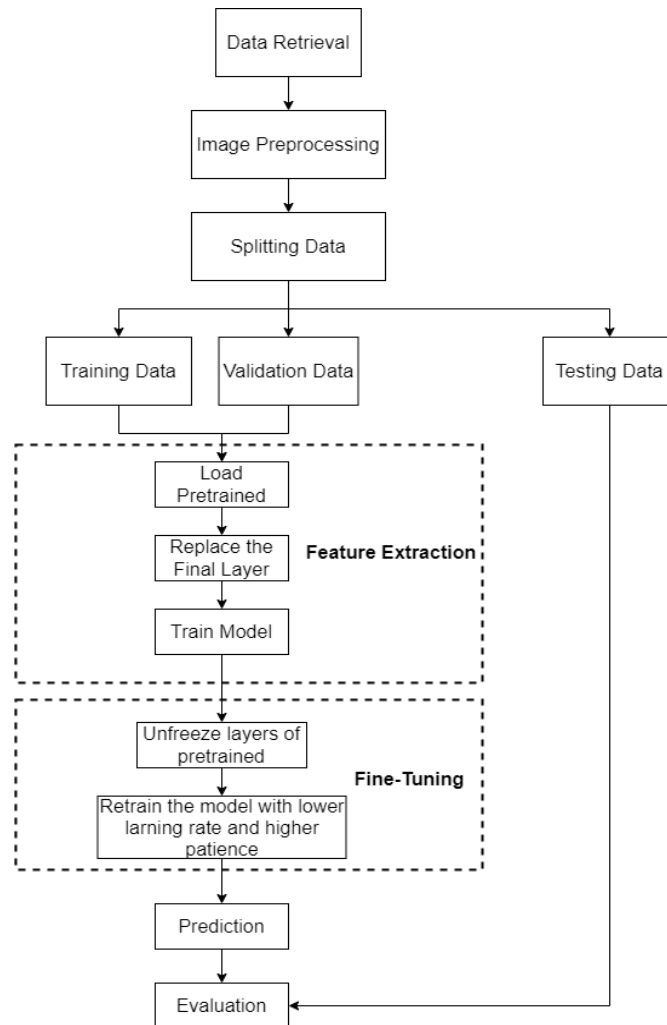 Data Retrieval
Image Preprocessing
Splitting Data
Training Data
Validation Data
Testing Data
Load
Pretrained
Replace the
Final Layer
Feature Extraction
Train Model
Unfreeze layers of
pretrained
Fine-Tuning
Retrain the model with lower
larning rate and higher
patience
Prediction
Evaluation